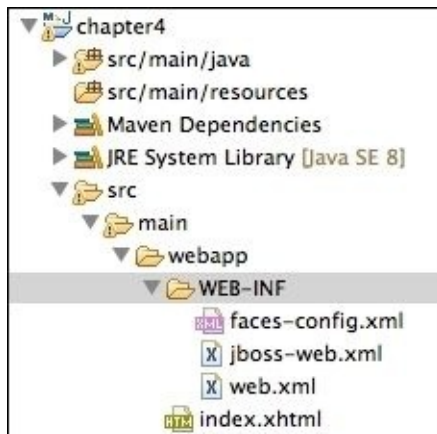 chapter4
src/main/java
src/main/resources
Maven Dependencies
JRE System Library [Java SE 8]
src
main
webapp
WEB-INF
faces-config.xml
jboss-web.xml
web.xml
index.xhtml